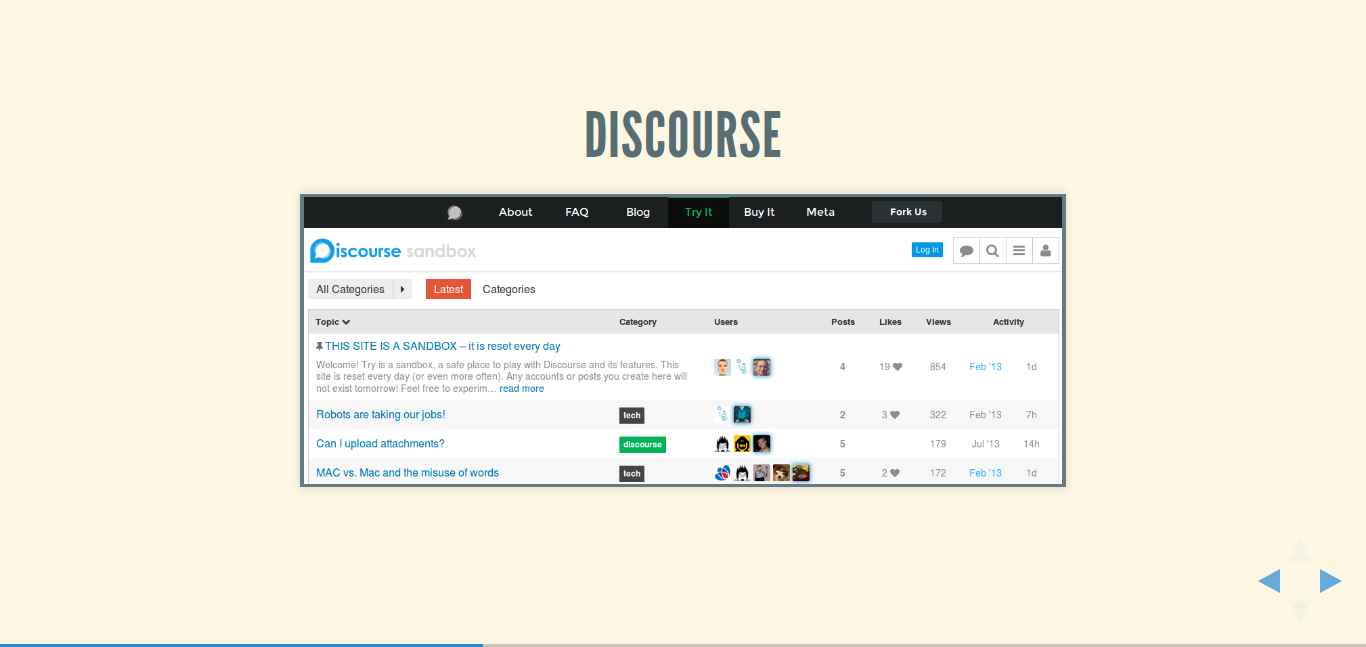 DISCOURSE
About FAQ Blog Try It Buy It Meta Fork Us
Discourse sandbox Log In
All Categories Latest Categories
Topic Category Users Posts Likes Views Activity
THIS SITE IS A SANDBOX – it is reset every day
Welcome! Try is a sandbox, a safe place to play with Discourse and its features. This
site is reset every day (or even more often). Any accounts or posts you create here will
not exist tomorrow! Feel free to experim… read more
4 19 854 Feb '13 1d
Robots are taking our jobs! tech 2 3 322 Feb '13 7h
Can I upload attachments? discourse 5 179 Jul '13 14h
MAC vs. Mac and the misuse of words tech 5 2 172 Feb '13 1d